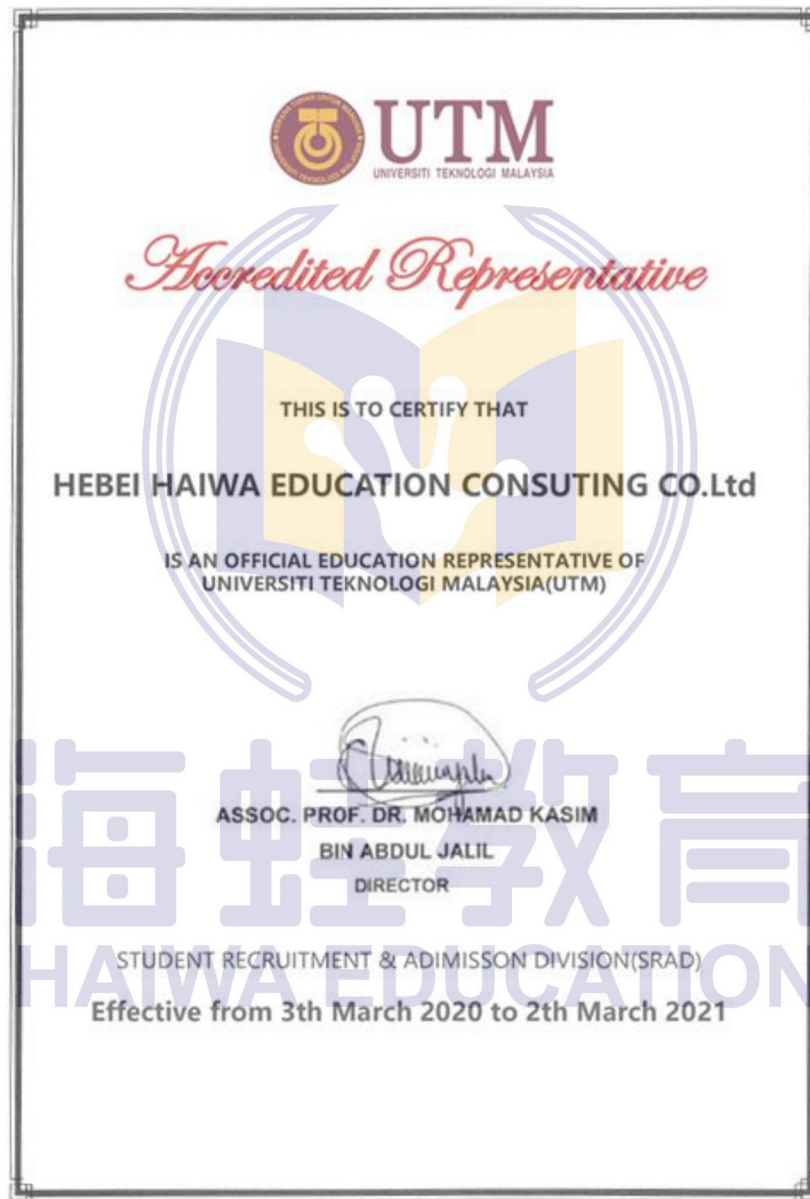 UTM
UNIVERSITI TEKNOLOGI MALAYSIA
Accredited Representative
THIS IS TO CERTIFY THAT
HEBEI HAIWA EDUCATION CONSUTING CO.Ltd
IS AN OFFICIAL EDUCATION REPRESENTATIVE OF
UNIVERSITI TEKNOLOGI MALAYSIA(UTM)
ASSOC. PROF. DR. MOHAMAD KASIM
BIN ABDUL JALIL
DIRECTOR
海蛙教育
STUDENT RECRUITMENT & ADIMISSON DIVISION(SRAD)
HAIWA EDUCATION
Effective from 3th March 2020 to 2th March 2021